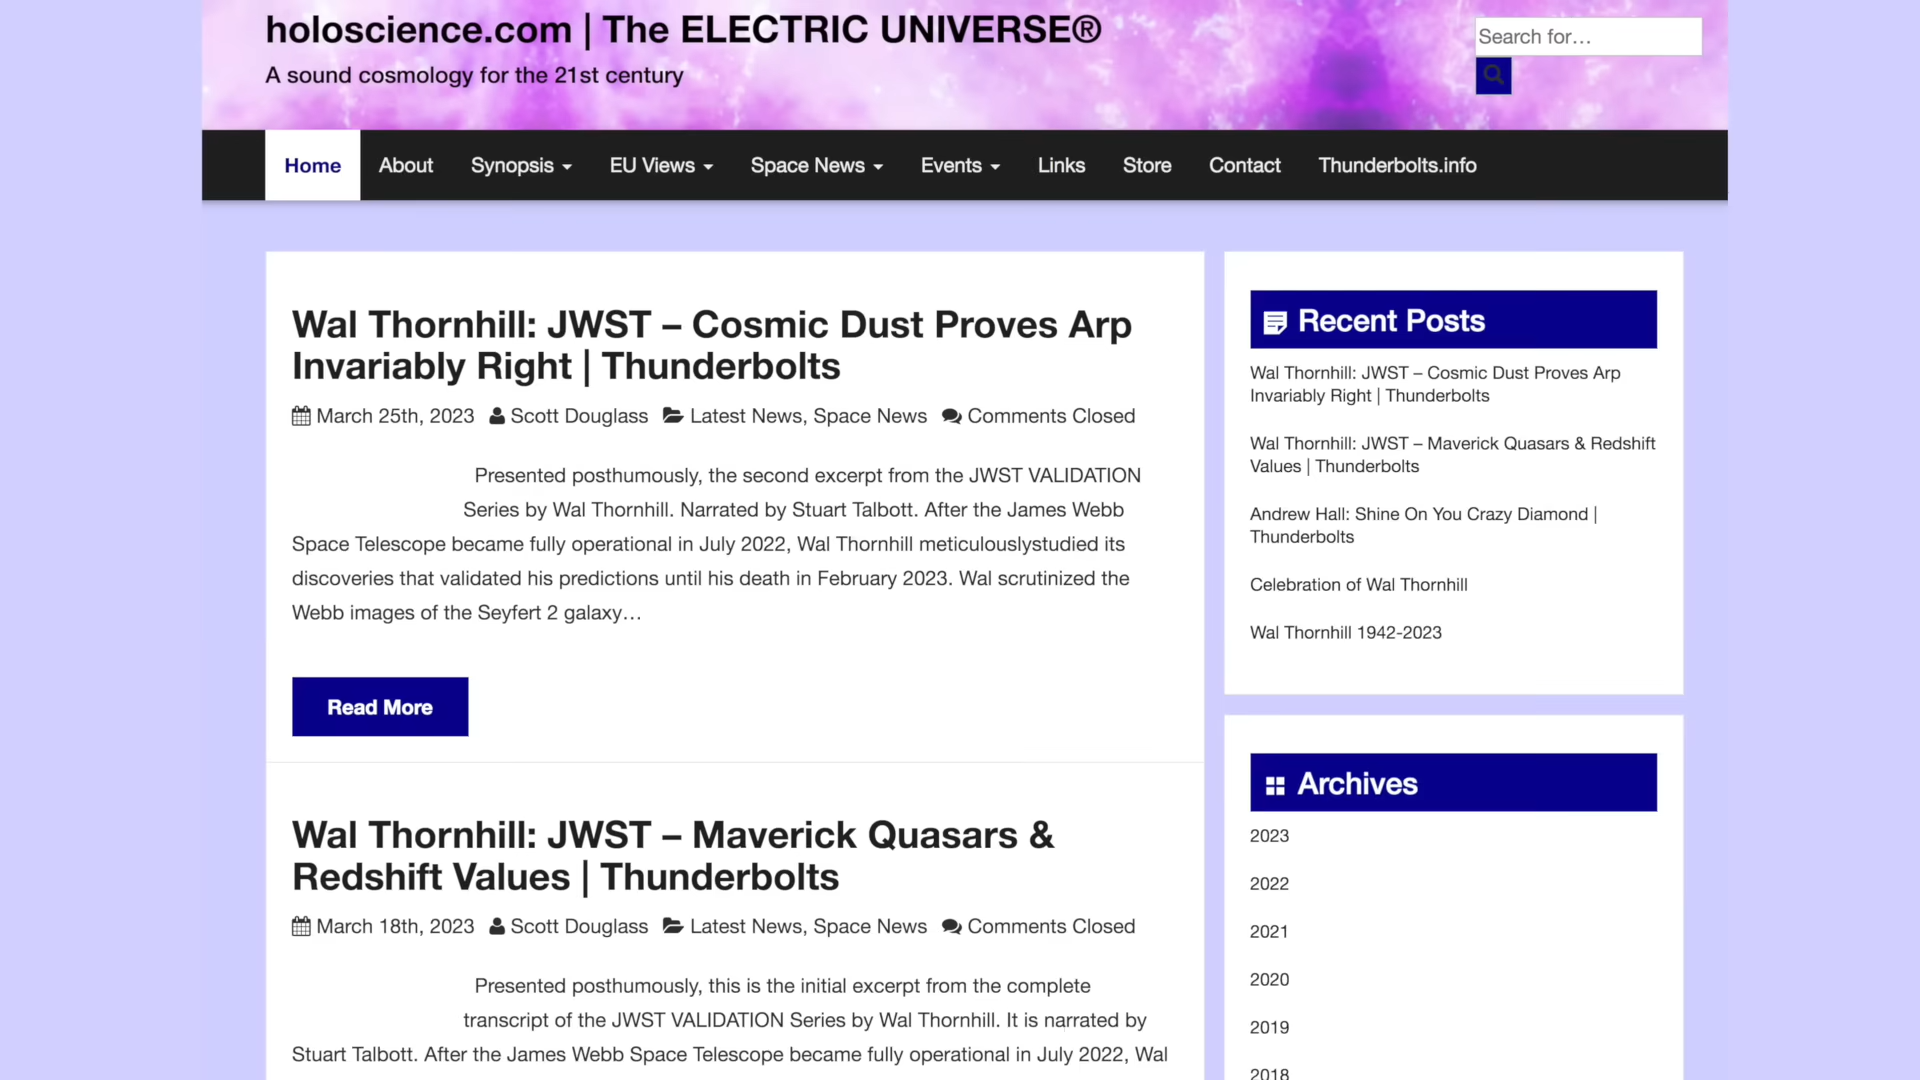 holoscience.com | The ELECTRIC UNIVERSE®
A sound cosmology for the 21st century
Search for...
Home About Synopsis EU Views Space News Events Links Store Contact Thunderbolts.info
Wal Thornhill: JWST – Cosmic Dust Proves Arp
Invariably Right | Thunderbolts
March 25th, 2023 Scott Douglass Latest News, Space News Comments Closed
Presented posthumously, the second excerpt from the JWST VALIDATION
Series by Wal Thornhill. Narrated by Stuart Talbott. After the James Webb
Space Telescope became fully operational in July 2022, Wal Thornhill meticulouslystudied its
discoveries that validated his predictions until his death in February 2023. Wal scrutinized the
Webb images of the Seyfert 2 galaxy…
Read More
Wal Thornhill: JWST – Maverick Quasars &
Redshift Values | Thunderbolts
March 18th, 2023 Scott Douglass Latest News, Space News Comments Closed
Presented posthumously, this is the initial excerpt from the complete
transcript of the JWST VALIDATION Series by Wal Thornhill. It is narrated by
Stuart Talbott. After the James Webb Space Telescope became fully operational in July 2022, Wal
Recent Posts
Wal Thornhill: JWST – Cosmic Dust Proves Arp
Invariably Right | Thunderbolts
Wal Thornhill: JWST – Maverick Quasars & Redshift
Values | Thunderbolts
Andrew Hall: Shine On You Crazy Diamond |
Thunderbolts
Celebration of Wal Thornhill
Wal Thornhill 1942-2023
Archives
2023
2022
2021
2020
2019
2018